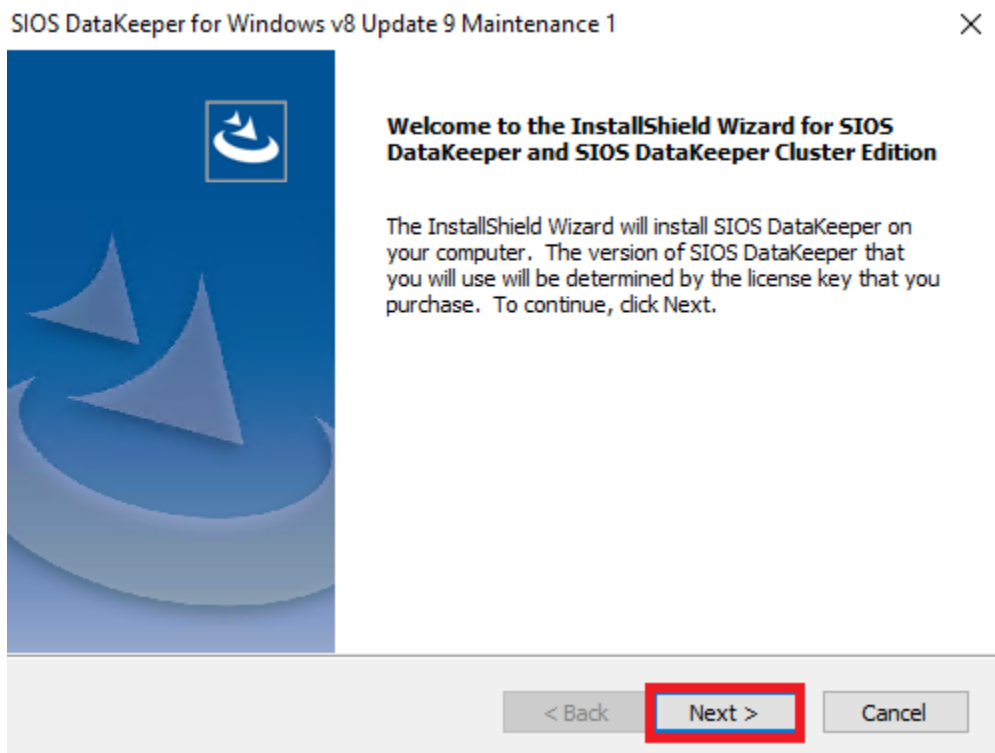 SIOS DataKeeper for Windows v8 Update 9 Maintenance 1
Welcome to the InstallShield Wizard for SIOS
DataKeeper and SIOS DataKeeper Cluster Edition
The InstallShield Wizard will install SIOS DataKeeper on
your computer.  The version of SIOS DataKeeper that
you will use will be determined by the license key that you
purchase.  To continue, click Next.
< Back Next > Cancel